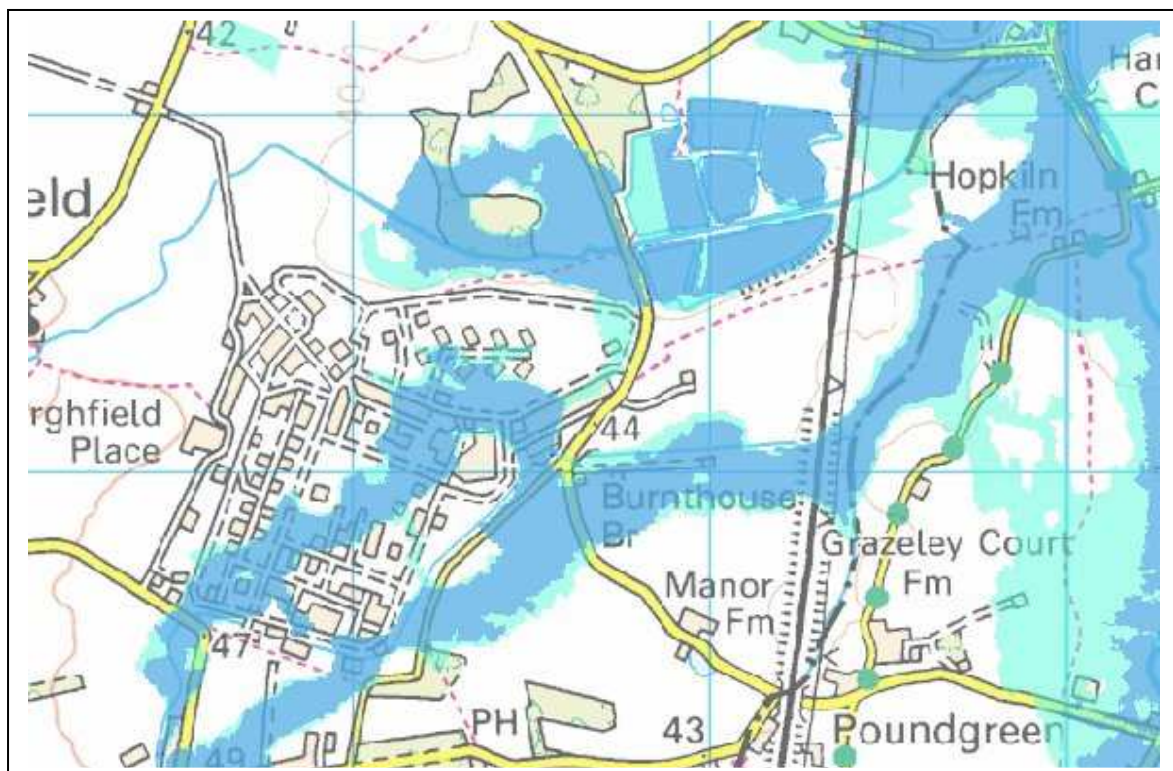 42
Hopkiln
Fm
eld
rghfield
Place
44
Burnthouse
Br
Grazeley Court
Fm
Manor
Fm
47
PH
43
Poundgreen
49